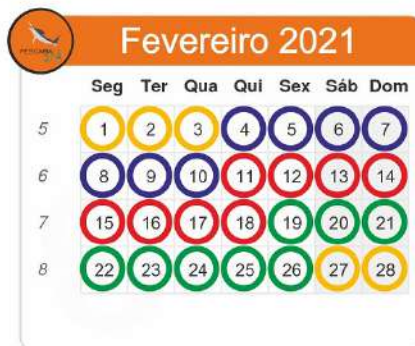 Fevereiro 2021
Seg Ter Qua Qui Sex Sáb Dom
5 1 2 3 4 5 6 7
6 8 9 10 11 12 13 14
7 15 16 17 18 19 20 21
8 22 23 24 25 26 27 28